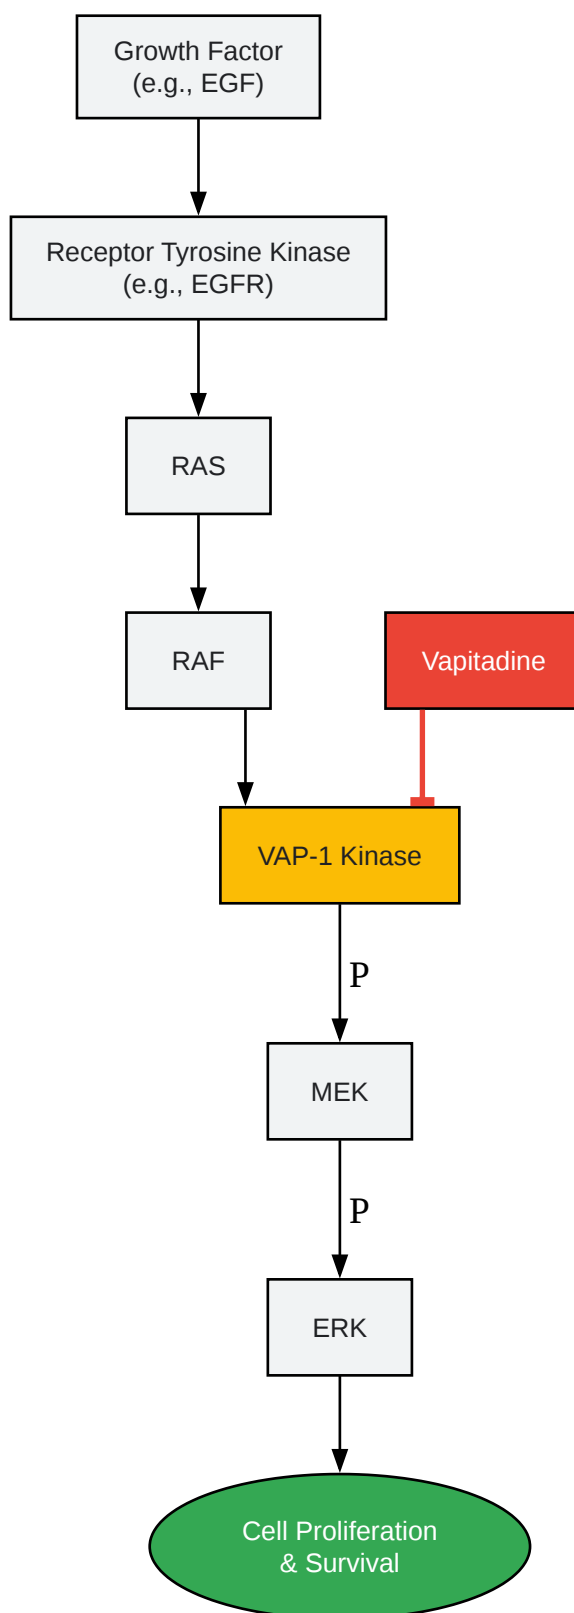 Growth Factor
(e.g., EGF)
Receptor Tyrosine Kinase
(e.g., EGFR)
RAS
RAF
Vapitadine
VAP-1 Kinase
P
MEK
P
ERK
Cell Proliferation
& Survival